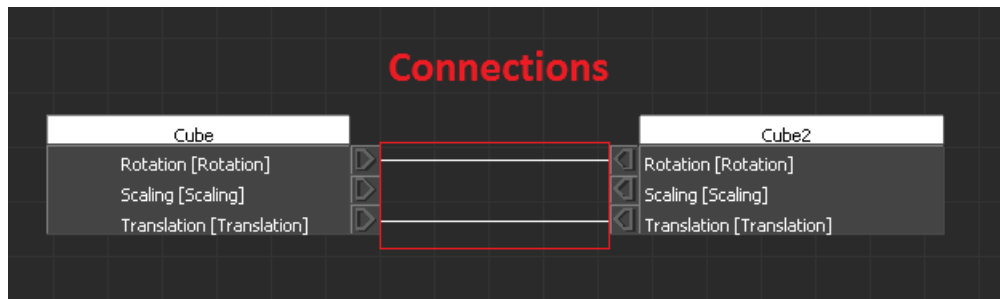 Connections
Cube
Rotation [Rotation]
Scaling [Scaling]
Translation [Translation]
Cube2
Rotation [Rotation]
Scaling [Scaling]
Translation [Translation]